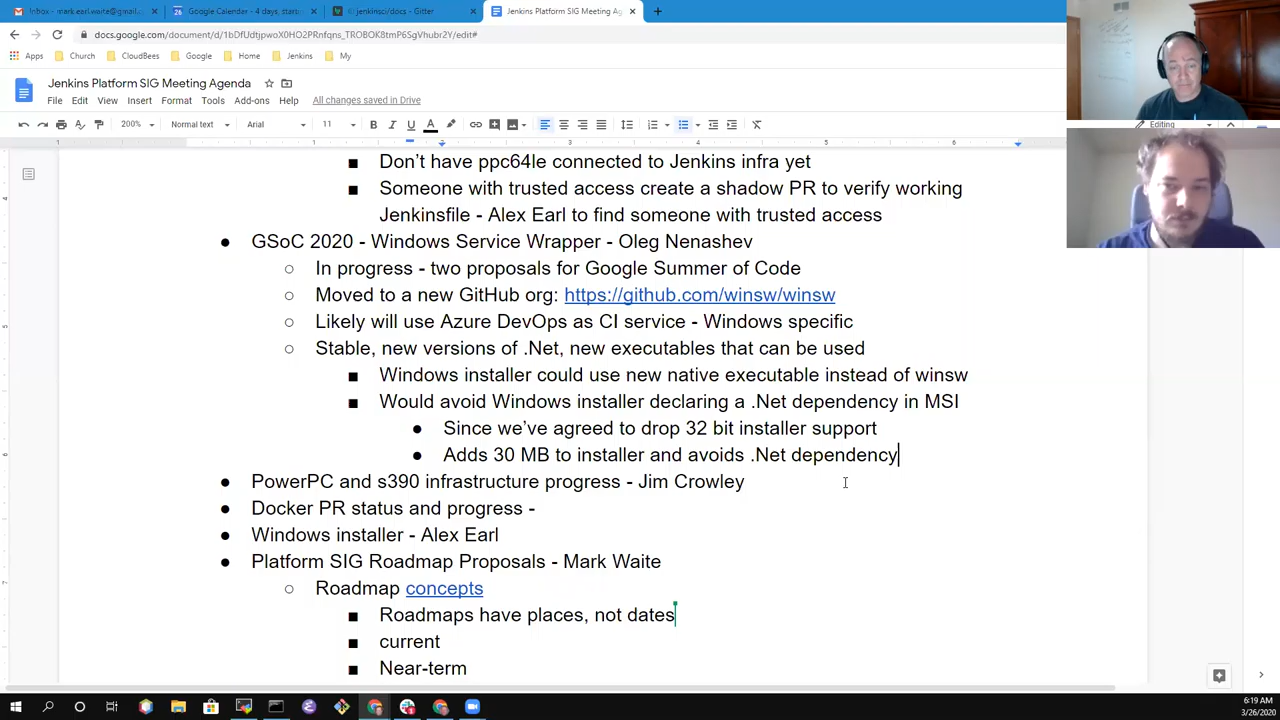 Inbox - mark.earl.waite@gmail.co
Google Calendar - 4 days, starti
jenkinsci/docs - Gitter
Jenkins Platform SIG Meeting Ag
docs.google.com/document/d/1bDfUdtjpwoX0HO2PRnfqns_TROBOK8tmP6SgVhubr2Y/edit#
Apps Church CloudBees Google Home Jenkins My
Jenkins Platform SIG Meeting Agenda
File Edit View Insert Format Tools Add-ons Help All changes saved in Drive
200% Normal text Arial 11 Editing
■ Don't have ppc64le connected to Jenkins infra yet
■ Someone with trusted access create a shadow PR to verify working
Jenkinsfile - Alex Earl to find someone with trusted access
● GSoC 2020 - Windows Service Wrapper - Oleg Nenashev
○ In progress - two proposals for Google Summer of Code
○ Moved to a new GitHub org: https://github.com/winsw/winsw
○ Likely will use Azure DevOps as CI service - Windows specific
○ Stable, new versions of .Net, new executables that can be used
■ Windows installer could use new native executable instead of winsw
■ Would avoid Windows installer declaring a .Net dependency in MSI
● Since we've agreed to drop 32 bit installer support
● Adds 30 MB to installer and avoids .Net dependency
● PowerPC and s390 infrastructure progress - Jim Crowley
● Docker PR status and progress -
● Windows installer - Alex Earl
● Platform SIG Roadmap Proposals - Mark Waite
○ Roadmap concepts
■ Roadmaps have places, not dates
■ current
■ Near-term
6:19 AM
3/26/2020